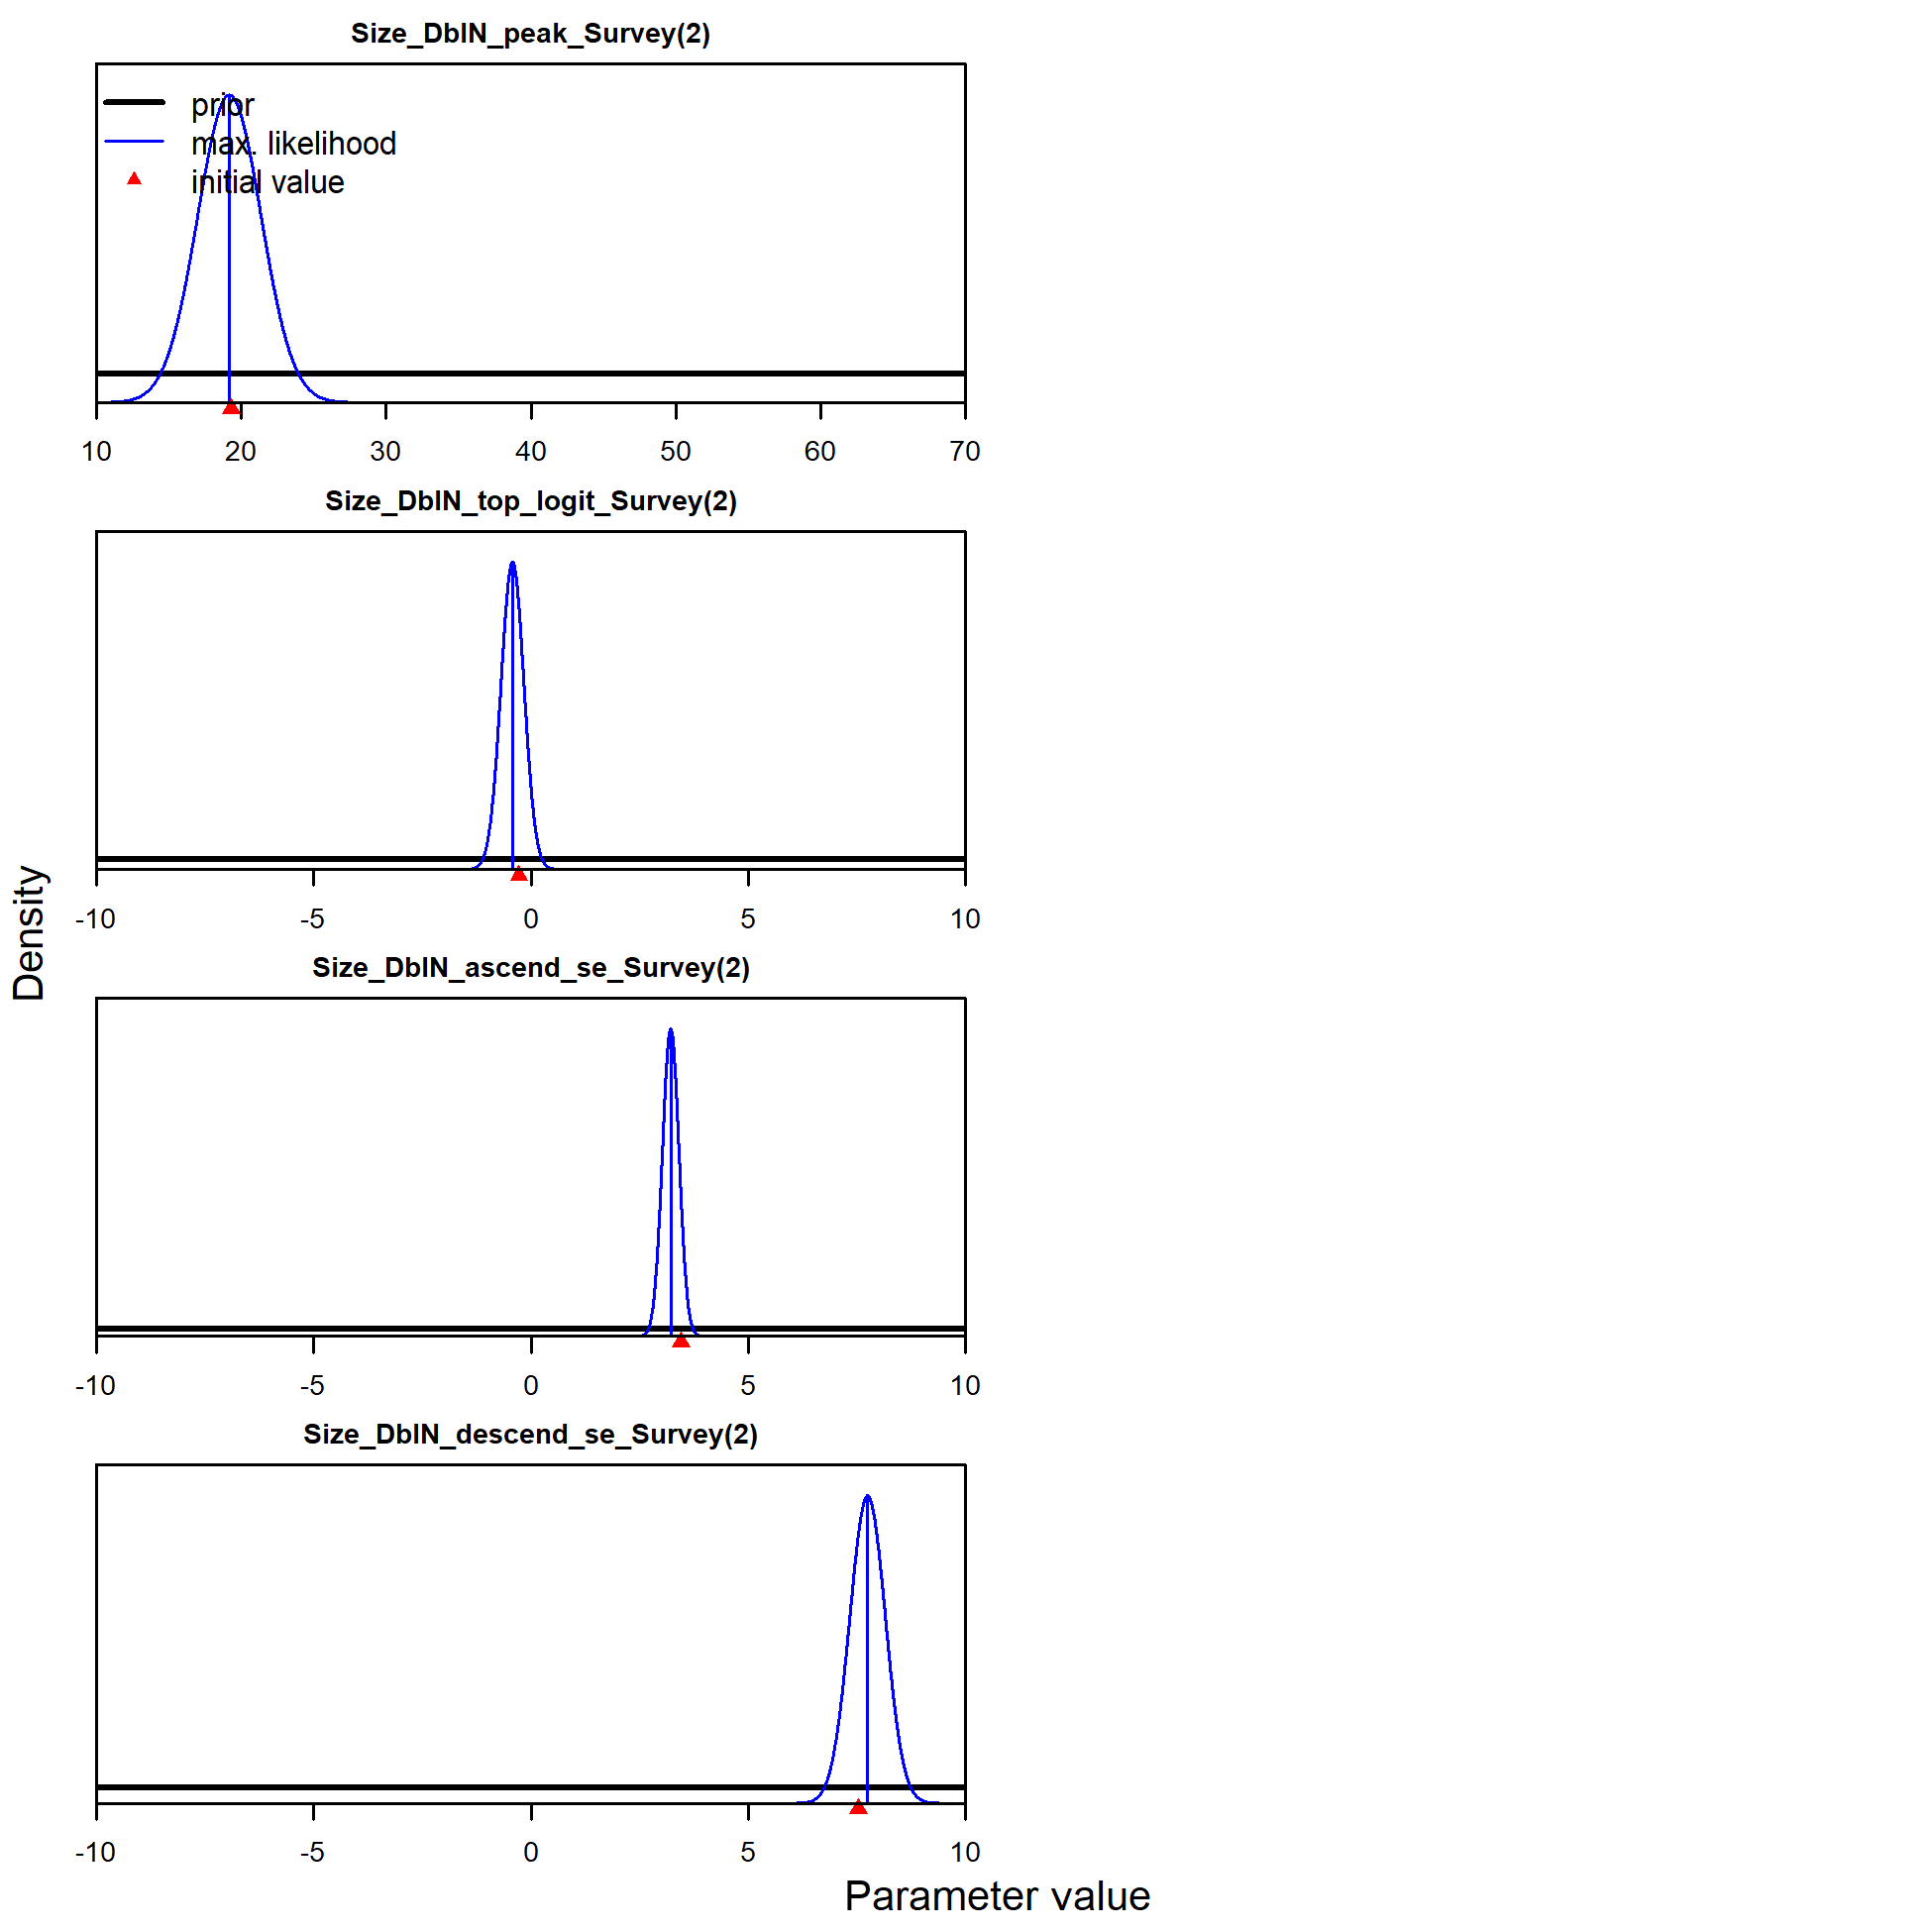 Size_DblN_peak_Survey(2)
prior
max. likelihood
initial value
10 20 30 40 50 60 70
Size_DblN_top_logit_Survey(2)
-10 -5 0 5 10
Density
Size_DblN_ascend_se_Survey(2)
-10 -5 0 5 10
Size_DblN_descend_se_Survey(2)
-10 -5 0 5 10
Parameter value